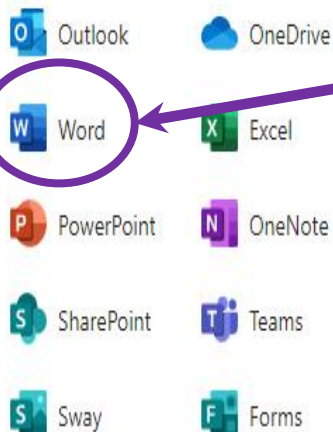 Outlook OneDrive
Word Excel
PowerPoint OneNote
SharePoint Teams
Sway Forms